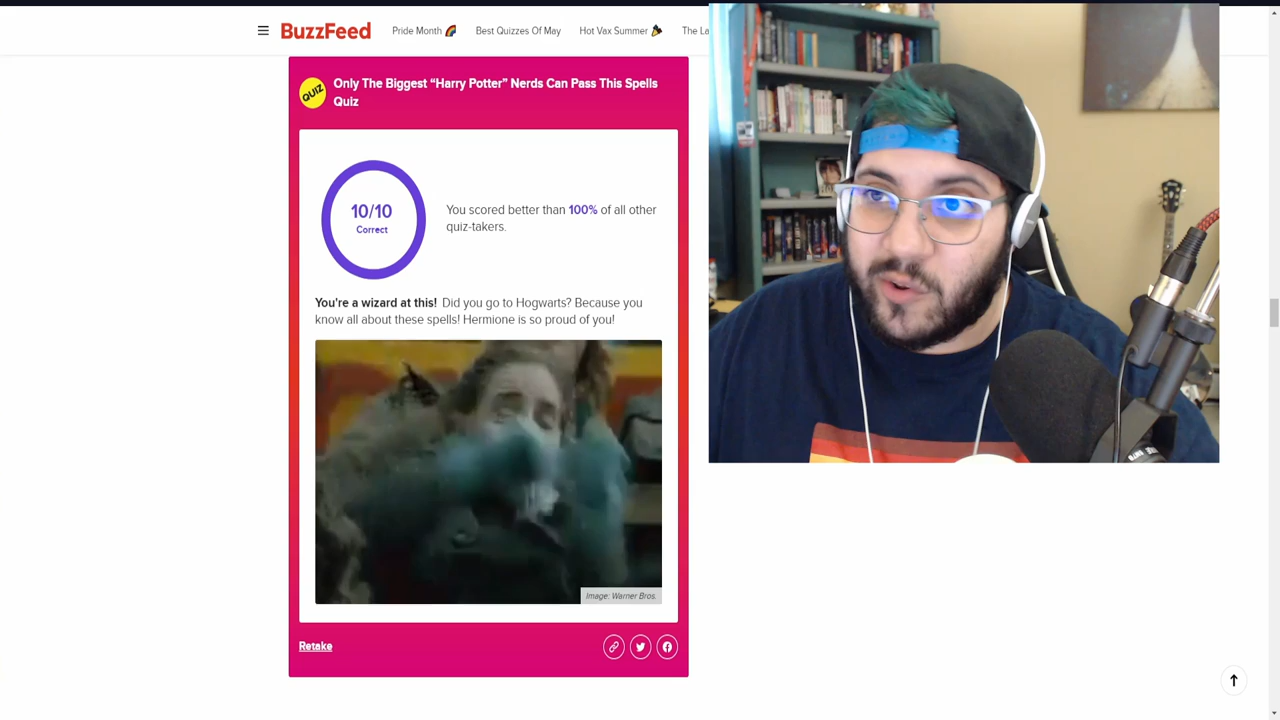 BuzzFeed
Pride Month
Best Quizzes Of May
Hot Vax Summer
The La
QUIZ
Only The Biggest “Harry Potter” Nerds Can Pass This Spells
Quiz
10/10
Correct
You scored better than 100% of all other
quiz-takers.
You're a wizard at this! Did you go to Hogwarts? Because you
know all about these spells! Hermione is so proud of you!
Image: Warner Bros.
Retake